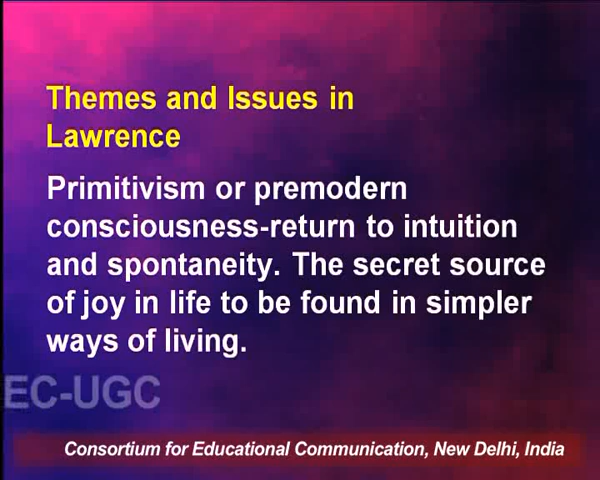 Themes and Issues in
Lawrence
Primitivism or premodern
consciousness-return to intuition
and spontaneity. The secret source
of joy in life to be found in simpler
ways of living.
EC-UGC
Consortium for Educational Communication, New Delhi, India